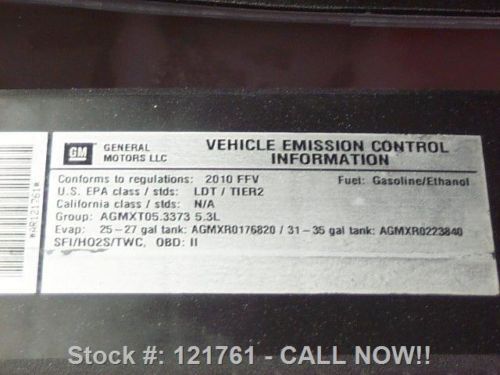 GM GENERAL MOTORS LLC
VEHICLE EMISSION CONTROL
INFORMATION
Conforms to regulations: 2010 FFV Fuel: Gasoline/Ethanol
U.S. EPA class / stds: LDT / TIER2
California class / stds: N/A
Group: AGMXT05.3373 5.3L
Evap: 25-27 gal tank: AGMXR0176820 / 31-35 gal tank: AGMXR0223840
SFI/HO2S/TWC, OBD: II
*AR121761*
Stock #: 121761 - CALL NOW!!